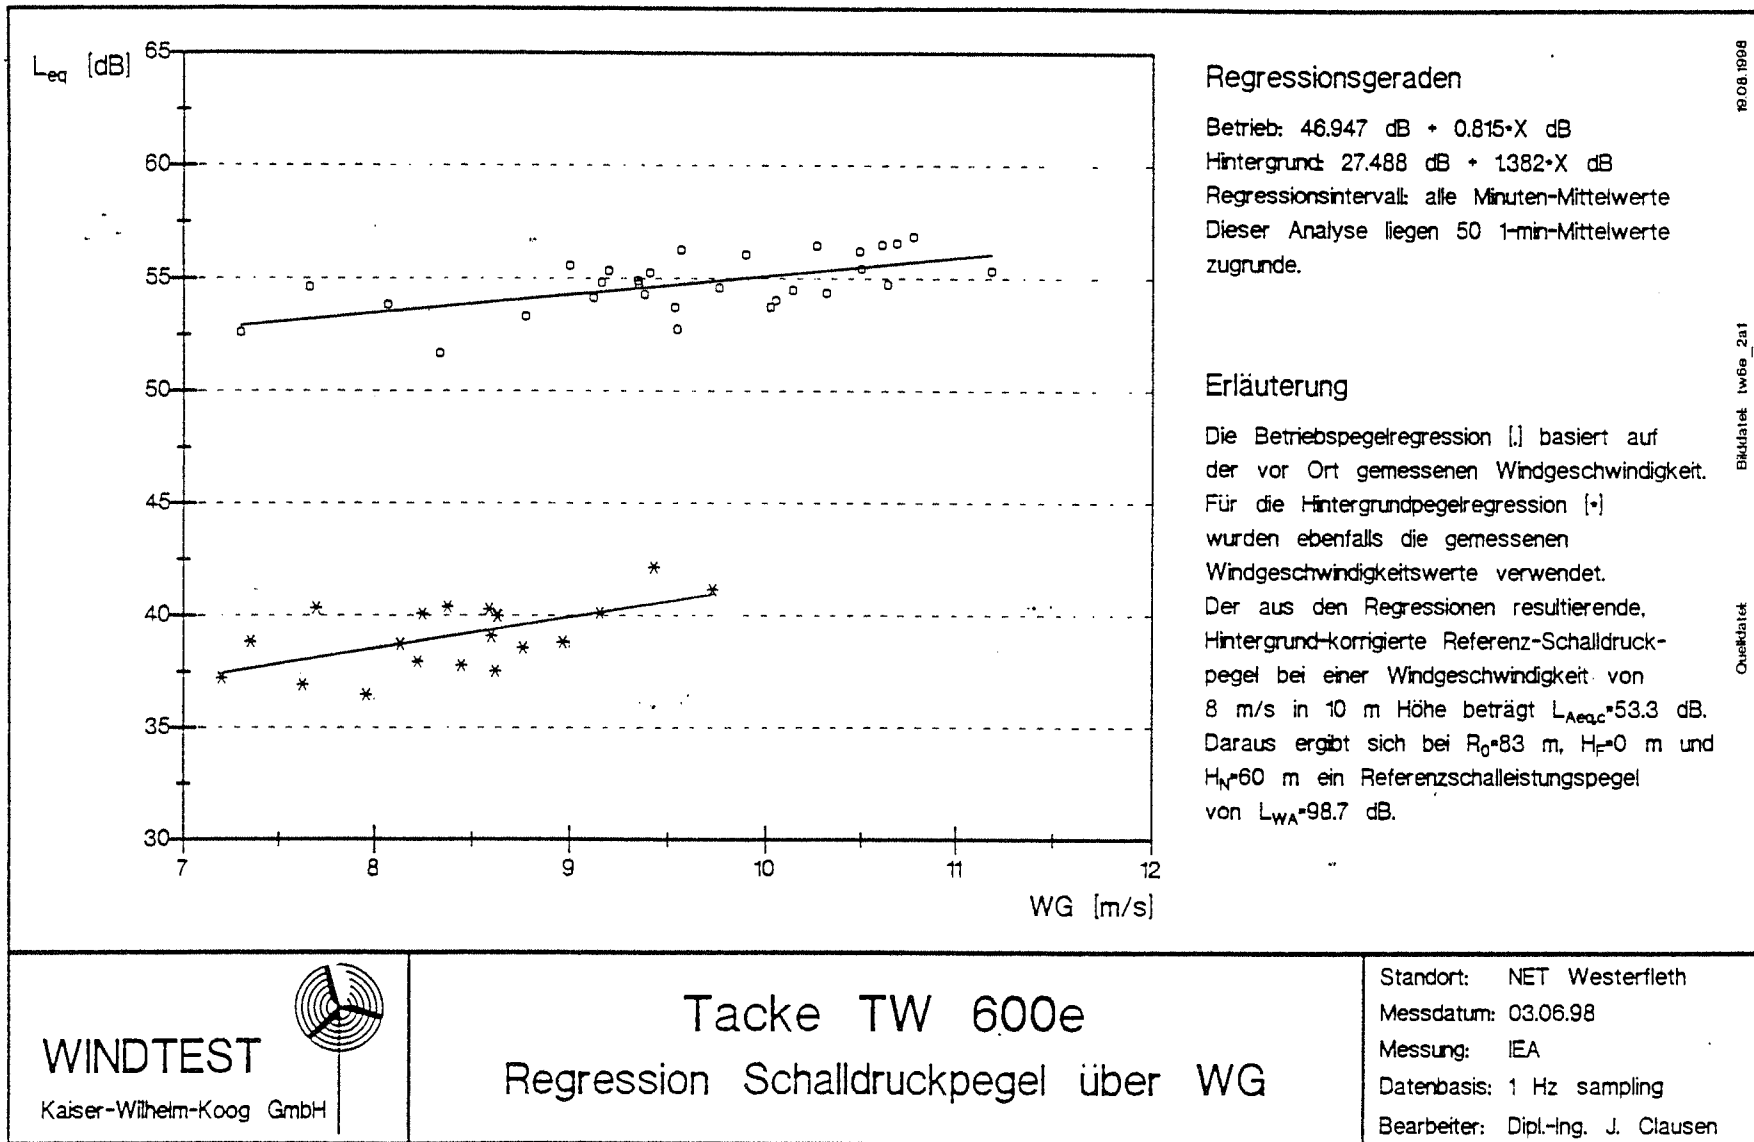 L_eq [dB]
65
60
55
50
45
40
35
30
7 8 9 10 11 12
WG [m/s]
Regressionsgeraden
Betrieb: 46.947 dB + 0.815*X dB
Hintergrund: 27.488 dB + 1.382*X dB
Regressionsintervall: alle Minuten-Mittelwerte
Dieser Analyse liegen 50 1-min-Mittelwerte
zugrunde.
Erläuterung
Die Betriebspegelregression [.] basiert auf
der vor Ort gemessenen Windgeschwindigkeit.
Für die Hintergrundpegelregression [*]
wurden ebenfalls die gemessenen
Windgeschwindigkeitswerte verwendet.
Der aus den Regressionen resultierende,
Hintergrund-korrigierte Referenz-Schalldruck-
pegel bei einer Windgeschwindigkeit von
8 m/s in 10 m Höhe beträgt L_Aeq,c=53.3 dB.
Daraus ergibt sich bei R_0=83 m, H_F=0 m und
H_N=60 m ein Referenzschalleistungspegel
von L_WA=98.7 dB.
19.08.1998
Bilddatei: tw6e_2a1
Quelldatei:
WINDTEST
Kaiser-Wilhelm-Koog GmbH
Tacke TW 600e
Regression Schalldruckpegel über WG
Standort: NET Westerfleth
Messdatum: 03.06.98
Messung: IEA
Datenbasis: 1 Hz sampling
Bearbeiter: Dipl.-Ing. J. Clausen